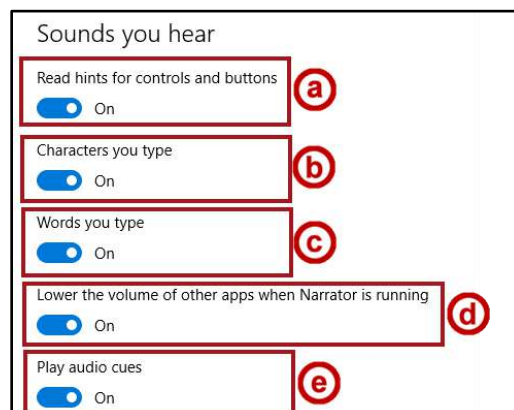 Sounds you hear
Read hints for controls and buttons
On
a
Characters you type
On
b
Words you type
On
c
Lower the volume of other apps when Narrator is running
On
d
Play audio cues
On
e